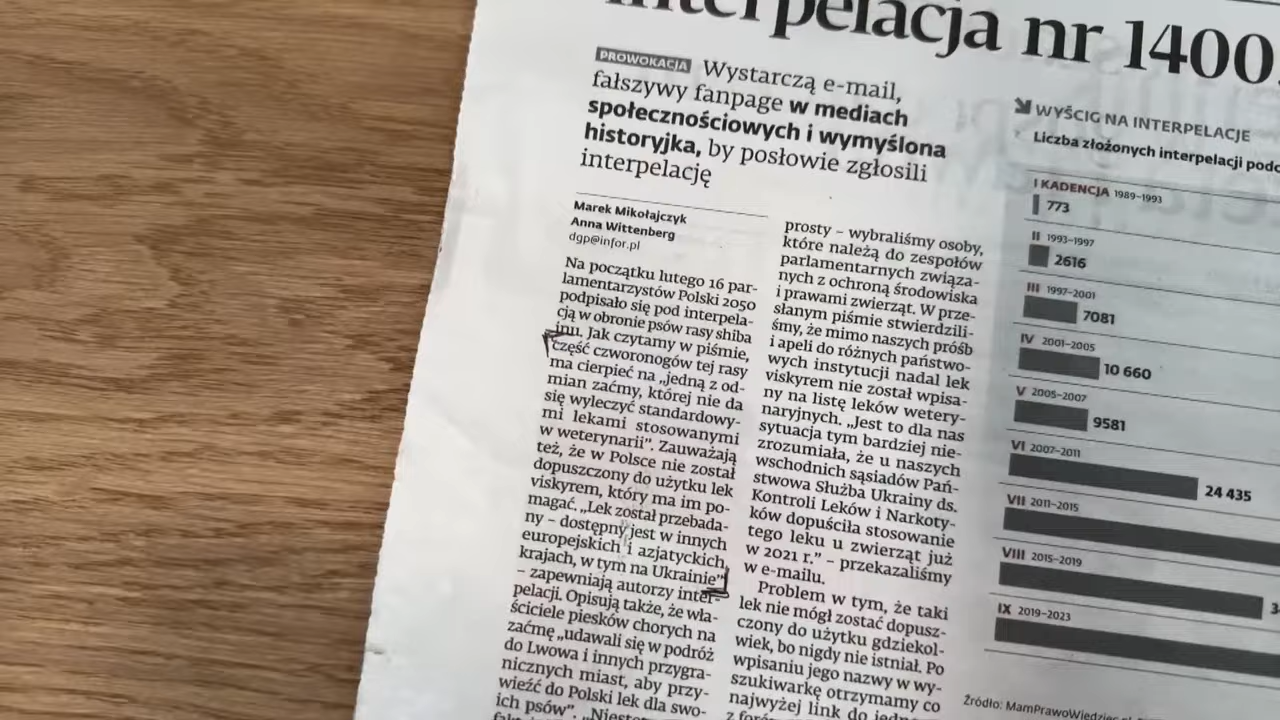 interpelacja nr 1400
PROWOKACJA Wystarczą e-mail,
fałszywy fanpage w mediach
społecznościowych i wymyślona
historyjka, by posłowie zgłosili
interpelację
Marek Mikołajczyk
Anna Wittenberg
dgp@infor.pl
Na początku lutego 16 par-
lamentarzystów Polski 2050
podpisało się pod interpela-
cją w obronie psów rasy shiba
inu. Jak czytamy w piśmie,
część czworonogów tej rasy
ma cierpieć na „jedną z od-
mian zaćmy, której nie da
się wyleczyć standardowy-
mi lekami stosowanymi
w weterynarii”. Zauważają
też, że w Polsce nie został
dopuszczony do użytku lek
viskyrem, który ma im po-
magać. „Lek został przebada-
ny – dostępny jest w innych
europejskich i azjatyckich
krajach, w tym na Ukrainie”
– zapewniają autorzy inter-
pelacji. Opisują także, że wła-
ściciele piesków chorych na
zaćmę „udawali się w podróż
do Lwowa i innych przygra-
nicznych miast, aby przy-
wieźć do Polski lek dla swo-
ich psów”. „Nieste
prosty – wybraliśmy osoby,
które należą do zespołów
parlamentarnych związa-
nych z ochroną środowiska
i prawami zwierząt. W prze-
słanym piśmie stwierdzili-
śmy, że mimo naszych próśb
i apeli do różnych państwo-
wych instytucji nadal lek
viskyrem nie został wpisa-
ny na listę leków wetery-
naryjnych. „Jest to dla nas
sytuacja tym bardziej nie-
zrozumiała, że u naszych
wschodnich sąsiadów Pań-
stwowa Służba Ukrainy ds.
Kontroli Leków i Narkoty-
ków dopuściła stosowanie
tego leku u zwierząt już
w 2021 r.” – przekazaliśmy
w e-mailu.
Problem w tym, że taki
lek nie mógł zostać dopusz-
czony do użytku gdziekol-
wiek, bo nigdy nie istniał. Po
wpisaniu jego nazwy w wy-
szukiwarkę otrzymamy co
najwyżej link do jedne
WYŚCIG NA INTERPELACJE
Liczba złożonych interpelacji podc
I KADENCJA 1989–1993
773
II 1993–1997
2616
III 1997–2001
7081
IV 2001–2005
10 660
V 2005–2007
9581
VI 2007–2011
24 435
VII 2011–2015
VIII 2015–2019
3
IX 2019–2023
Źródło: MamPrawoWiedziec